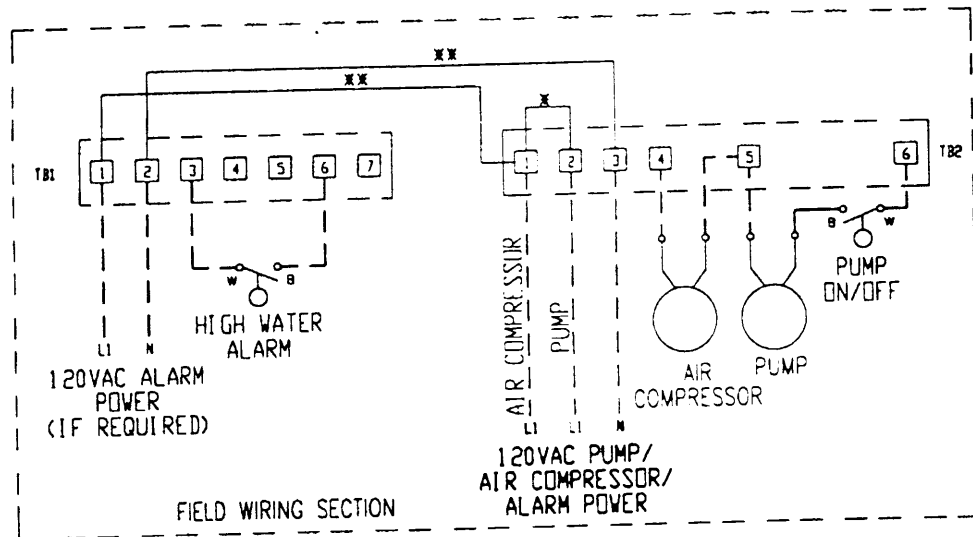 **
**
*
TB1
1 2 3 4 5 6 7
1 2 3 4 5 6
TB2
W B
HIGH WATER
ALARM
B W
PUMP
ON/OFF
AIR COMPRESSOR
PUMP
AIR
COMPRESSOR
PUMP
L1 N
120VAC ALARM
POWER
(IF REQUIRED)
L1 L1 N
120VAC PUMP/
AIR COMPRESSOR/
ALARM POWER
FIELD WIRING SECTION